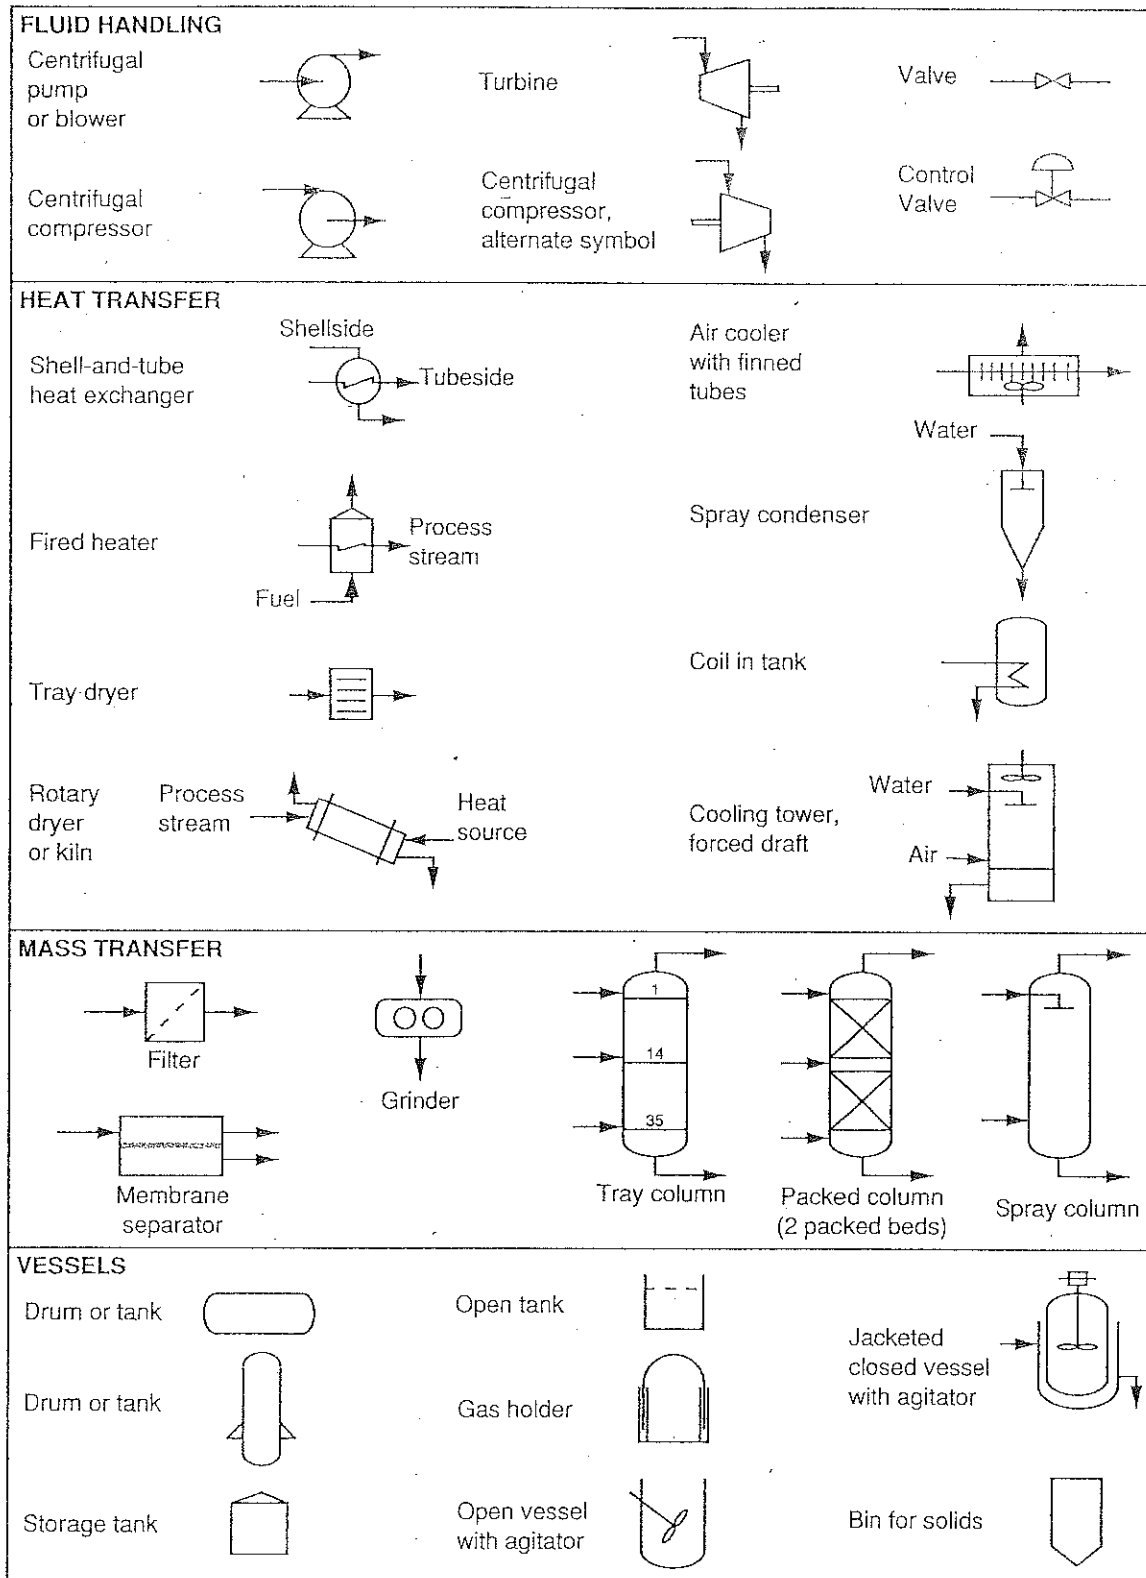 FLUID HANDLING
Centrifugal
pump
or blower
Turbine
Valve
Centrifugal
compressor
Centrifugal
compressor,
alternate symbol
Control
Valve
HEAT TRANSFER
Shellside
Shell-and-tube
heat exchanger
Tubeside
Air cooler
with finned
tubes
Water
Fired heater
Process
stream
Fuel
Spray condenser
Tray dryer
Coil in tank
Rotary
dryer
or kiln
Process
stream
Heat
source
Cooling tower,
forced draft
Water
Air
MASS TRANSFER
Filter
Grinder
Membrane
separator
1
14
35
Tray column
Packed column
(2 packed beds)
Spray column
VESSELS
Drum or tank
Open tank
Jacketed
closed vessel
with agitator
Drum or tank
Gas holder
Storage tank
Open vessel
with agitator
Bin for solids